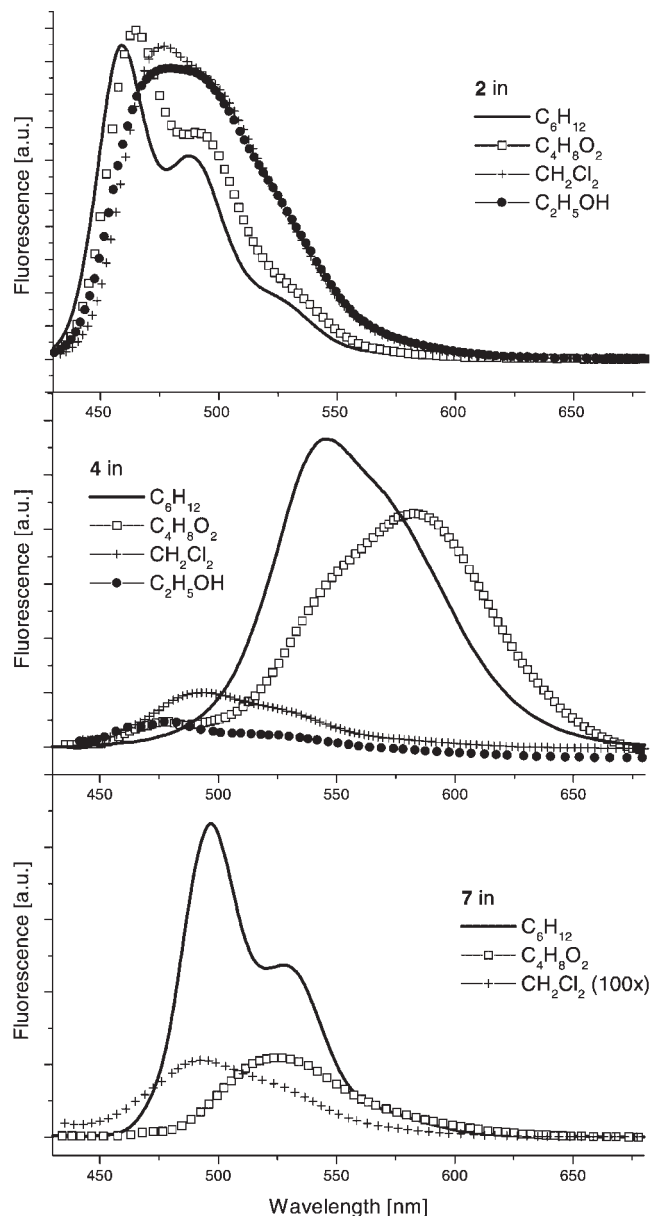 Fluorescence [a.u.]
2 in
C₆H₁₂
C₄H₈O₂
CH₂Cl₂
C₂H₅OH
450 500 550 600 650
Fluorescence [a.u.]
4 in
C₆H₁₂
C₄H₈O₂
CH₂Cl₂
C₂H₅OH
450 500 550 600 650
Fluorescence [a.u.]
7 in
C₆H₁₂
C₄H₈O₂
CH₂Cl₂ (100x)
450 500 550 600 650
Wavelength [nm]